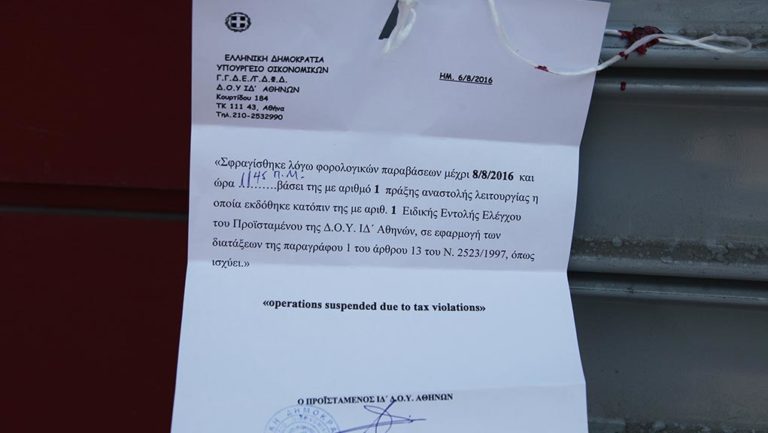 ΕΛΛΗΝΙΚΗ ΔΗΜΟΚΡΑΤΙΑ
ΥΠΟΥΡΓΕΙΟ ΟΙΚΟΝΟΜΙΚΩΝ
Γ.Γ.Δ.Ε./Γ.Δ.Φ.Δ.
Δ.Ο.Υ ΙΔ' ΑΘΗΝΩΝ
Κουρτίδου 184
ΤΚ 111 43, Αθήνα
Τηλ.210-2532990
ΗΜ. 6/8/2016
«Σφραγίσθηκε λόγω φορολογικών παραβάσεων μέχρι 8/8/2016 και
ώρα 11:45 π.μ.........βάσει της με αριθμό 1 πράξης αναστολής λειτουργίας η
οποία εκδόθηκε κατόπιν της με αριθ. 1 Ειδικής Εντολής Ελέγχου
του Προϊσταμένου της Δ.Ο.Υ. ΙΔ΄ Αθηνών, σε εφαρμογή των
διατάξεων της παραγράφου 1 του άρθρου 13 του Ν. 2523/1997, όπως
ισχύει.»
«operations suspended due to tax violations»
Ο ΠΡΟΪΣΤΑΜΕΝΟΣ ΙΔ΄ Δ.Ο.Υ. ΑΘΗΝΩΝ